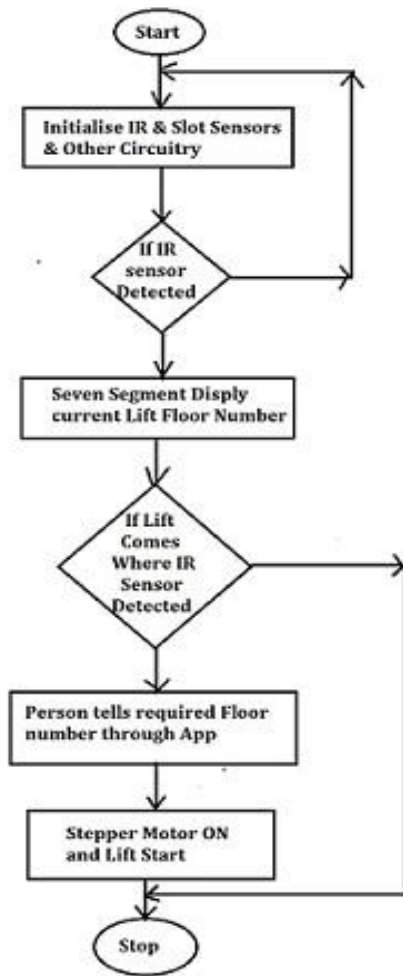 Start
Initialise IR & Slot Sensors
& Other Circuitry
If IR
sensor
Detected
Seven Segment Disply
current Lift Floor Number
If Lift
Comes
Where IR
Sensor
Detected
Person tells required Floor
number through App
Stepper Motor ON
and Lift Start
Stop